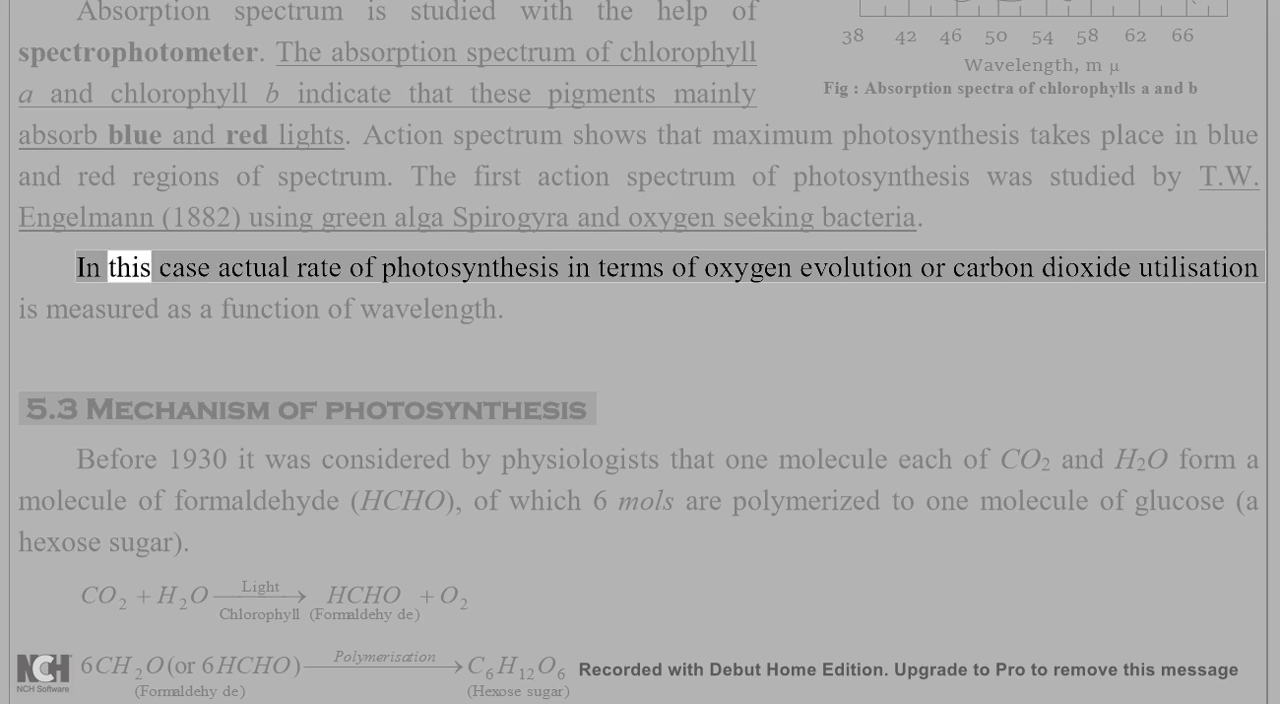 Absorption spectrum is studied with the help of
spectrophotometer. The absorption spectrum of chlorophyll
a and chlorophyll b indicate that these pigments mainly
absorb blue and red lights. Action spectrum shows that maximum photosynthesis takes place in blue
and red regions of spectrum. The first action spectrum of photosynthesis was studied by T.W.
Engelmann (1882) using green alga Spirogyra and oxygen seeking bacteria.
38 42 46 50 54 58 62 66
Wavelength, m μ
Fig : Absorption spectra of chlorophylls a and b
In this case actual rate of photosynthesis in terms of oxygen evolution or carbon dioxide utilisation
is measured as a function of wavelength.
5.3 MECHANISM OF PHOTOSYNTHESIS
Before 1930 it was considered by physiologists that one molecule each of CO2 and H2O form a
molecule of formaldehyde (HCHO), of which 6 mols are polymerized to one molecule of glucose (a
hexose sugar).
Light
CO2 + H2O → HCHO + O2
Chlorophyll (Formaldehy de)
Polymerisation
6CH2O(or 6HCHO) → C6H12O6
(Formaldehy de) (Hexose sugar)
NCH
NCH Software
Recorded with Debut Home Edition. Upgrade to Pro to remove this message